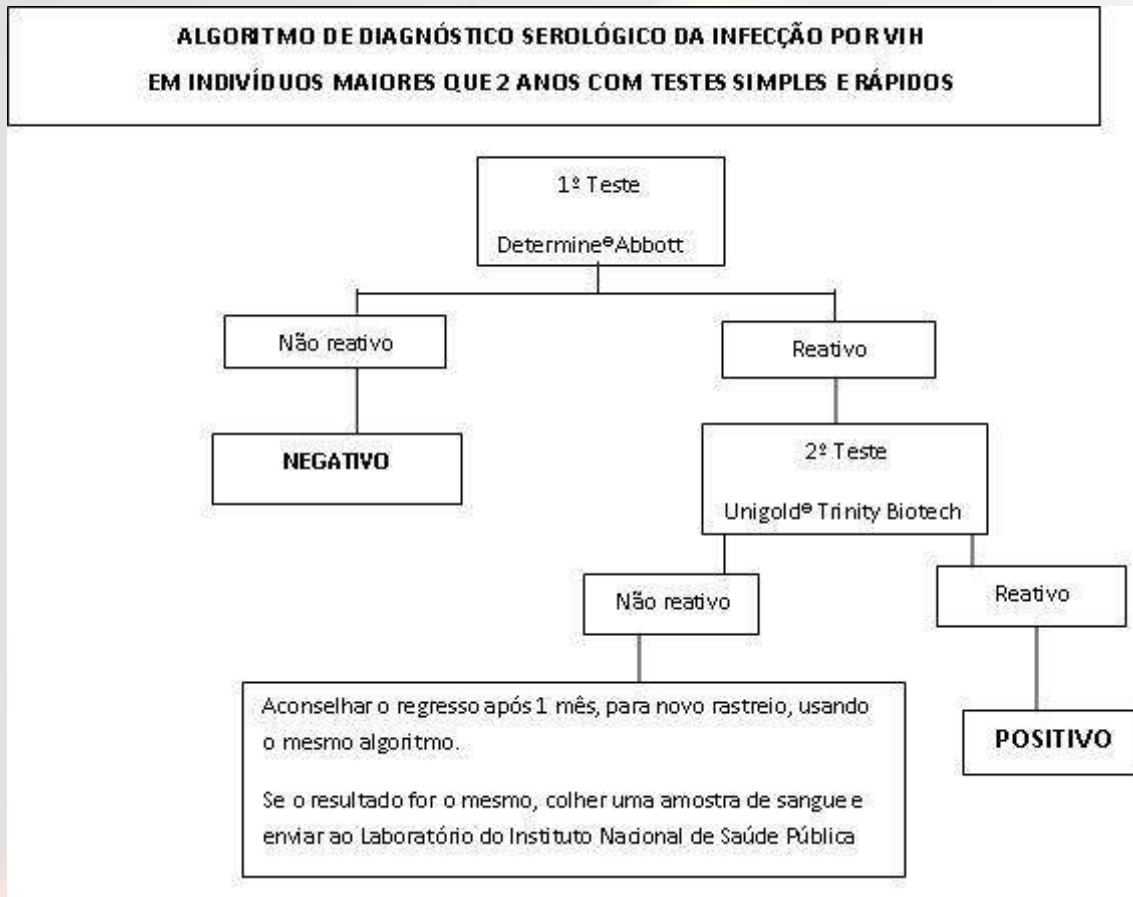 ALGORITMO DE DIAGNÓSTICO SEROLÓGICO DA INFECÇÃO POR VIH
EM INDIVÍDUOS MAIORES QUE 2 ANOS COM TESTES SIMPLES E RÁPIDOS
1º Teste
Determine®Abbott
Não reativo
Reativo
NEGATIVO
2º Teste
Unigold® Trinity Biotech
Não reativo
Reativo
Aconselhar o regresso após 1 mês, para novo rastreio, usando
o mesmo algoritmo.
Se o resultado for o mesmo, colher uma amostra de sangue e
enviar ao Laboratório do Instituto Nacional de Saúde Pública
POSITIVO